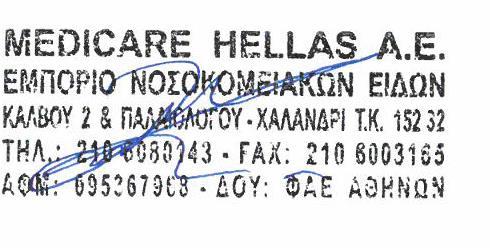 MEDICARE HELLAS A.E.
ΕΜΠΟΡΙΟ ΝΟΣΟΚΟΜΕΙΑΚΩΝ ΕΙΔΩΝ
ΚΑΛΒΟΥ 2 & ΠΑΛΑΙΟΛΟΓΟΥ - ΧΑΛΑΝΔΡΙ Τ.Κ. 152 32
ΤΗΛ.: 210 6080143 - FAX: 210 6003165
ΑΦΜ: 095367968 - ΔΟΥ: ΦΑΕ ΑΘΗΝΩΝ